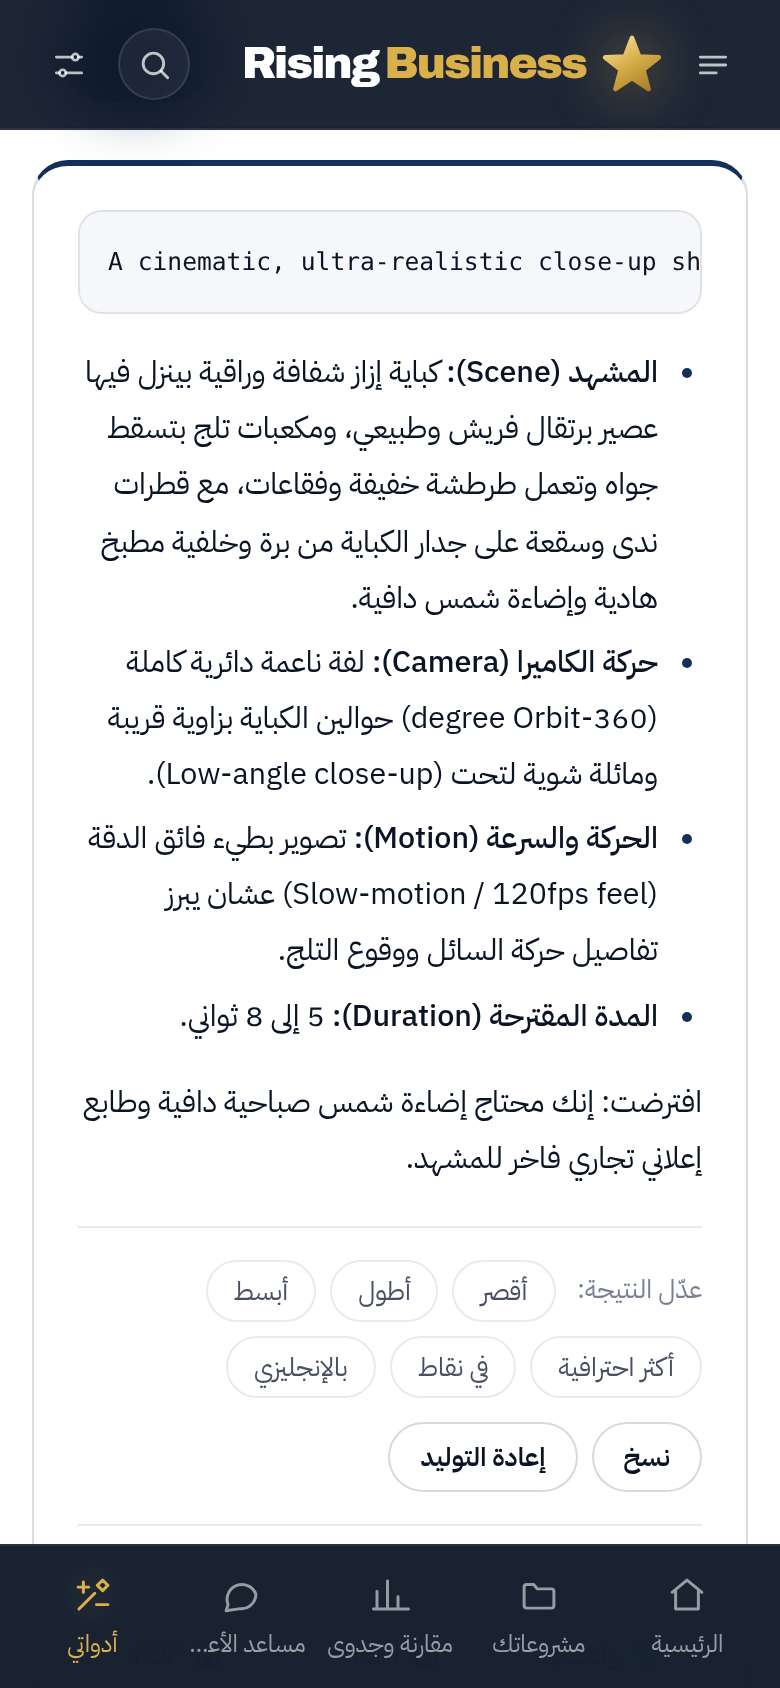 Rising Business
A cinematic, ultra-realistic close-up sh
المشهد (Scene): كباية إزاز شفافة وراقية بينزل فيها
عصير برتقال فريش وطبيعي، ومكعبات تلج بتسقط
جواه وتعمل طرطشة خفيفة وفقاعات، مع قطرات
ندى وسقعة على جدار الكباية من برة وخلفية مطبخ
هادية وإضاءة شمس دافية.
حركة الكاميرا (Camera): لفة ناعمة دائرية كاملة
(360-degree Orbit) حوالين الكباية بزاوية قريبة
ومائلة شوية لتحت (Low-angle close-up).
الحركة والسرعة (Motion): تصوير بطيء فائق الدقة
(Slow-motion / 120fps feel) عشان يبرز
تفاصيل حركة السائل ووقوع التلج.
المدة المقترحة (Duration): 5 إلى 8 ثواني.
افترضت: إنك محتاج إضاءة شمس صباحية دافية وطابع
إعلاني تجاري فاخر للمشهد.
عدّل النتيجة: أقصر أطول أبسط
أكثر احترافية في نقاط بالإنجليزي
نسخ إعادة التوليد
الرئيسية مشروعاتك مقارنة وجدوى مساعد الأع... أدواتي